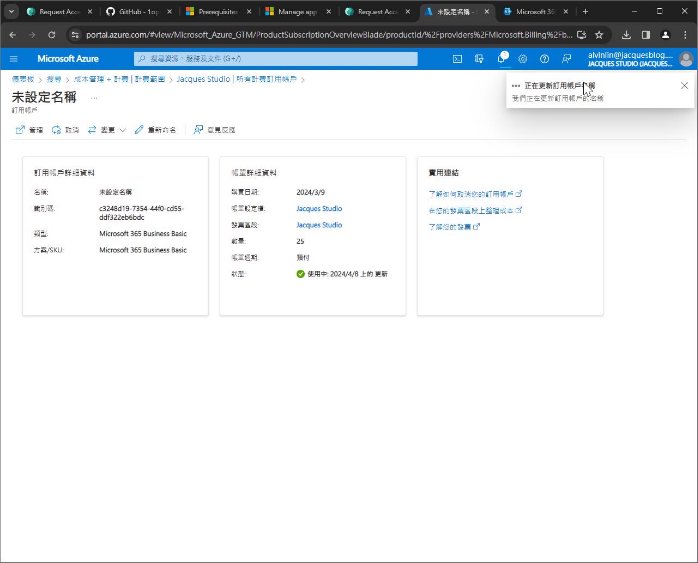 Request Acce
GitHub - 1op
Prerequisites
Manage app
Request Acce
未設定名稱 -
Microsoft 36
portal.azure.com/#view/Microsoft_Azure_GTM/ProductSubscriptionOverviewBlade/productId/%2Fproviders%2FMicrosoft.Billing%2Fb...
Microsoft Azure
搜尋資源、服務及文件 (G+/)
1
alvinlin@jacquesblog....
JACQUES STUDIO (JACQUES...
儀表板 > 搜尋 > 成本管理 + 計費 | 計費範圍 > Jacques Studio | 所有計費訂用帳戶 >
未設定名稱 ...
訂用帳戶
正在更新訂用帳戶名稱
我們正在更新訂用帳戶的名稱
管理
取消
變更
重新命名
意見反應
訂用帳戶詳細資料
名稱: 未設定名稱
識別碼: c3248d19-7354-44f0-cd55-
ddf322eb6bdc
類型: Microsoft 365 Business Basic
方案/SKU: Microsoft 365 Business Basic
帳單詳細資料
購買日期: 2024/3/9
帳單設定檔: Jacques Studio
發票區段: Jacques Studio
數量: 25
帳單週期: 預付
狀態: 使用中: 2024/4/8 上的 更新
實用連結
了解如何取消您的訂用帳戶
在您的發票區段上管理成本
了解您的發票